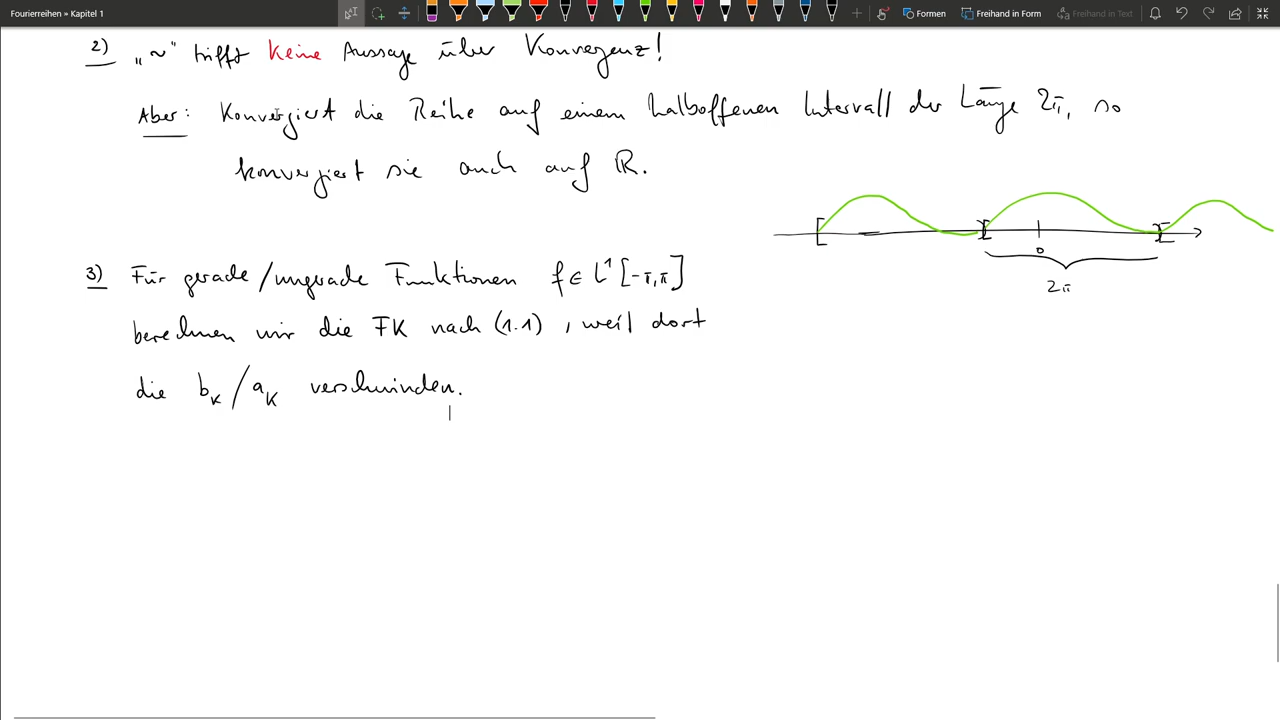 Fourierreihen » Kapitel 1
Formen
Freihand in Form
Freihand in Text
2) „~“ trifft keine Aussage über Konvergenz!
Aber: Konvergiert die Reihe auf einem halboffenen Intervall der Länge 2π, so
konvergiert sie auch auf ℝ.
0
2π
3) Für gerade/ungerade Funktionen f ∈ L¹[-π,π]
berechnen wir die FK nach (1.1), weil dort
die bₖ/aₖ verschwinden.